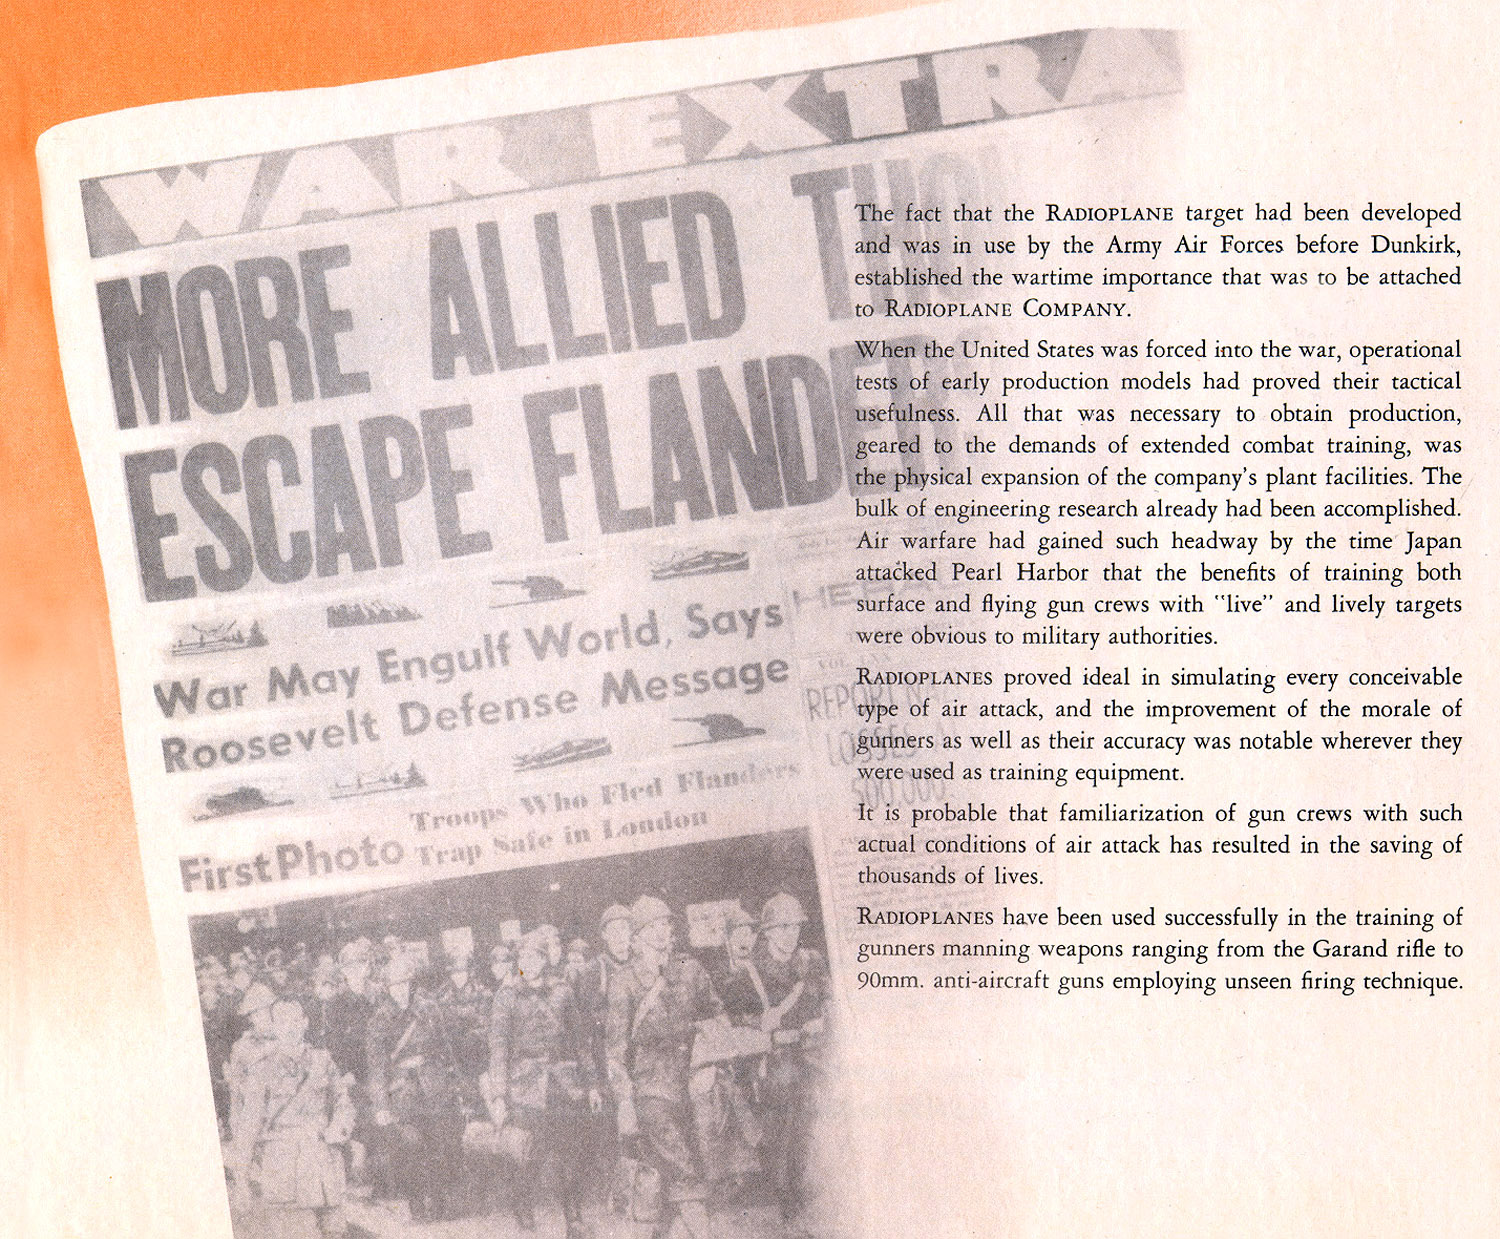 WAR EXTRA
MORE ALLIED
ESCAPE
War May Engulf World, Says
Roosevelt Defense Message
Troops Who Fled Flanders
First Photo Trap Safe in London
REPORT
LOSSES
500,000
The fact that the RADIOPLANE target had been developed
and was in use by the Army Air Forces before Dunkirk,
established the wartime importance that was to be attached
to RADIOPLANE COMPANY.
When the United States was forced into the war, operational
tests of early production models had proved their tactical
usefulness. All that was necessary to obtain production,
geared to the demands of extended combat training, was
the physical expansion of the company's plant facilities. The
bulk of engineering research already had been accomplished.
Air warfare had gained such headway by the time Japan
attacked Pearl Harbor that the benefits of training both
surface and flying gun crews with "live" and lively targets
were obvious to military authorities.
RADIOPLANES proved ideal in simulating every conceivable
type of air attack, and the improvement of the morale of
gunners as well as their accuracy was notable wherever they
were used as training equipment.
It is probable that familiarization of gun crews with such
actual conditions of air attack has resulted in the saving of
thousands of lives.
RADIOPLANES have been used successfully in the training of
gunners manning weapons ranging from the Garand rifle to
90mm. anti-aircraft guns employing unseen firing technique.